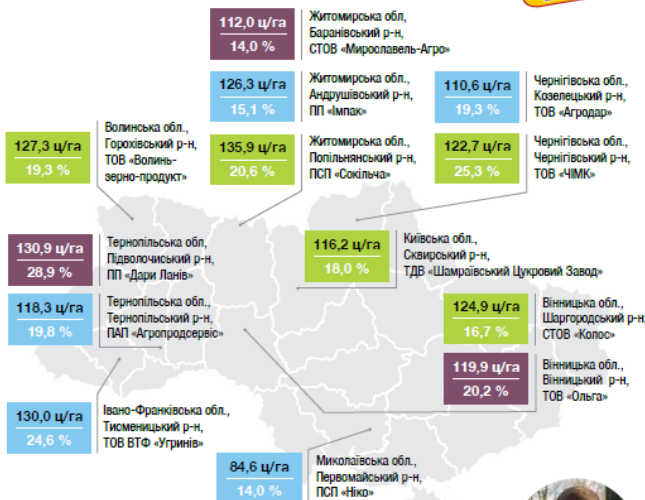 112,0 ц/га
14,0 %
Житомирська обл,
Баранівський р-н,
СТОВ «Мирославель-Агро»
126,3 ц/га
15,1 %
Житомирська обл.,
Андрушівський р-н,
ПП «Імпак»
110,6 ц/га
19,3 %
Чернігівська обл.,
Козелецький р-н,
ТОВ «Агродар»
127,3 ц/га
19,3 %
Волинська обл.,
Горохівський р-н,
ТОВ «Волинь-
зерно-продукт»
135,9 ц/га
20,6 %
Житомирська обл.,
Попільнянський р-н,
ПСП «Сокільча»
122,7 ц/га
25,3 %
Чернігівська обл.,
Чернігівський р-н,
ТОВ «ЧІМК»
130,9 ц/га
28,9 %
Тернопільська обл,
Підволочиський р-н,
ПП «Дари Ланів»
116,2 ц/га
18,0 %
Київська обл.,
Сквирський р-н,
ТДВ «Шамраївський Цукровий Завод»
118,3 ц/га
19,8 %
Тернопільська обл.,
Тернопільський р-н,
ПАП «Агропродсервіс»
124,9 ц/га
16,7 %
Вінницька обл.,
Шаргородський р-н
СТОВ «Колос»
119,9 ц/га
20,2 %
Вінницька обл.,
Вінницький р-н,
ТОВ «Ольга»
130,0 ц/га
24,6 %
Івано-Франківська обл.,
Тисменицький р-н,
ТОВ ВТФ «Угринів»
84,6 ц/га
14,0 %
Миколаївська обл.,
Первомайський р-н,
ПСП «Ніко»